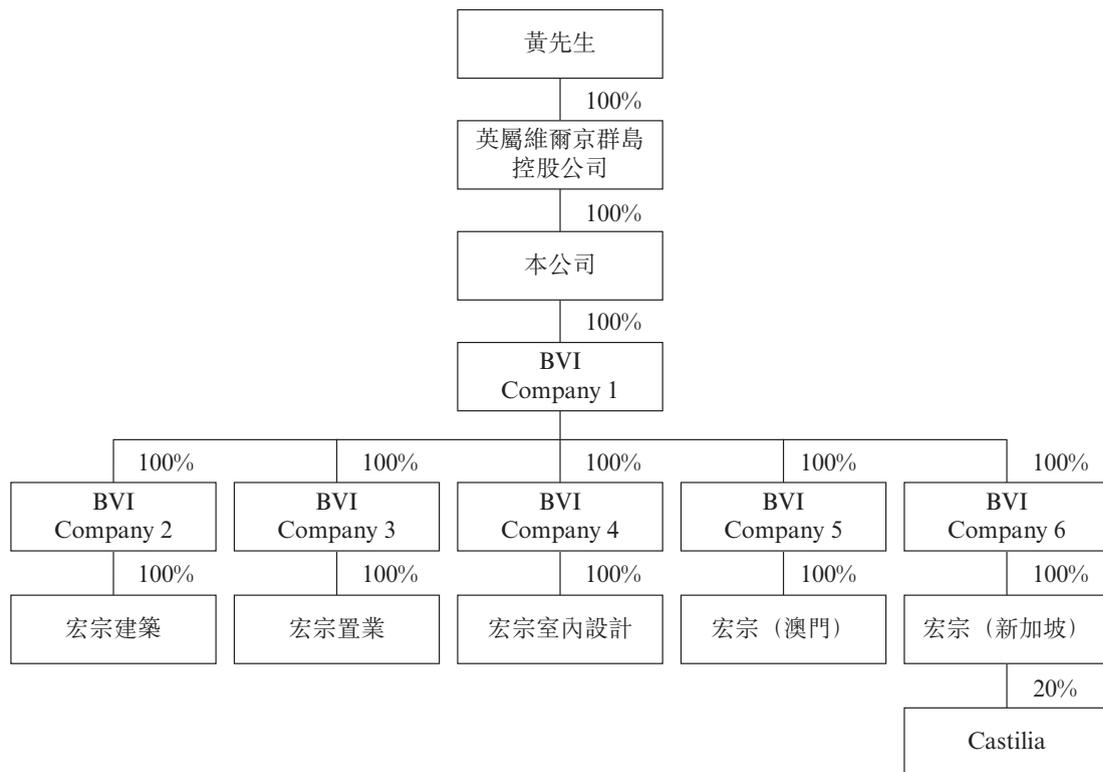 黃先生
100%
英屬維爾京群島
控股公司
100%
本公司
100%
BVI
Company 1
100% 100% 100% 100% 100%
BVI
Company 2
BVI
Company 3
BVI
Company 4
BVI
Company 5
BVI
Company 6
100% 100% 100% 100% 100%
宏宗建築
宏宗置業
宏宗室內設計
宏宗（澳門）
宏宗（新加坡）
20%
Castilia